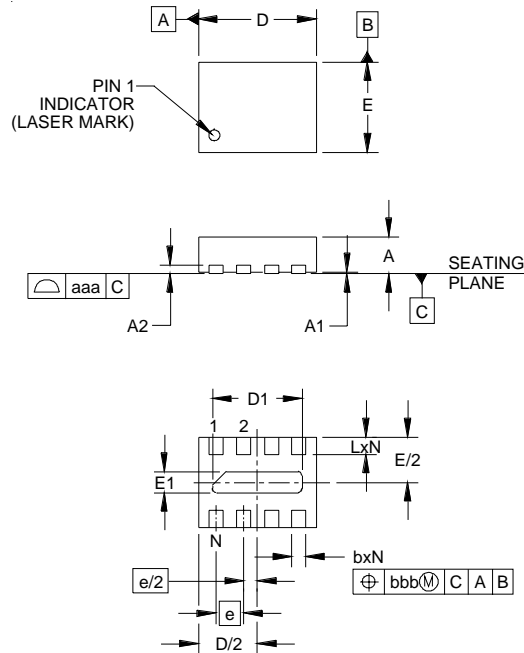 A
D
B
PIN 1
INDICATOR
(LASER MARK)
E
A
SEATING
PLANE
⌓ aaa C
A2
A1
C
D1
1 2
LxN
E/2
E1
N
bxN
⌖ bbbⓂ C A B
e/2
e
D/2